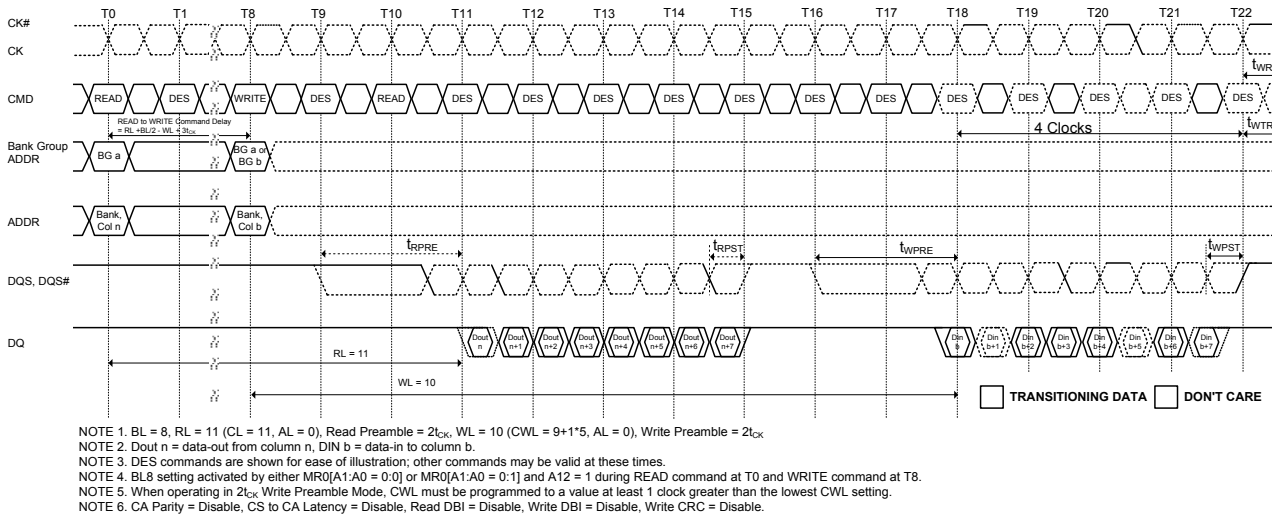 T0 T1 T8 T9 T10 T11 T12 T13 T14 T15 T16 T17 T18 T19 T20 T21 T22
CK#
CK
tWR
CMD READ DES WRITE DES READ DES DES DES DES DES DES DES DES DES DES DES DES
READ to WRITE Command Delay
= RL +BL/2 - WL + 3tCK
4 Clocks
tWTR
Bank Group
ADDR
BG a
BG a or
BG b
ADDR
Bank,
Col n
Bank,
Col b
tRPRE tRPST tWPRE tWPST
DQS, DQS#
DQ
Dout
n
Dout
n+1
Dout
n+2
Dout
n+3
Dout
n+4
Dout
n+5
Dout
n+6
Dout
n+7
Din
b
Din
b+1
Din
b+2
Din
b+3
Din
b+4
Din
b+5
Din
b+6
Din
b+7
RL = 11
WL = 10
TRANSITIONING DATA DON'T CARE
NOTE 1. BL = 8, RL = 11 (CL = 11, AL = 0), Read Preamble = 2tCK, WL = 10 (CWL = 9+1*5, AL = 0), Write Preamble = 2tCK
NOTE 2. Dout n = data-out from column n, DIN b = data-in to column b.
NOTE 3. DES commands are shown for ease of illustration; other commands may be valid at these times.
NOTE 4. BL8 setting activated by either MR0[A1:A0 = 0:0] or MR0[A1:A0 = 0:1] and A12 = 1 during READ command at T0 and WRITE command at T8.
NOTE 5. When operating in 2tCK Write Preamble Mode, CWL must be programmed to a value at least 1 clock greater than the lowest CWL setting.
NOTE 6. CA Parity = Disable, CS to CA Latency = Disable, Read DBI = Disable, Write DBI = Disable, Write CRC = Disable.